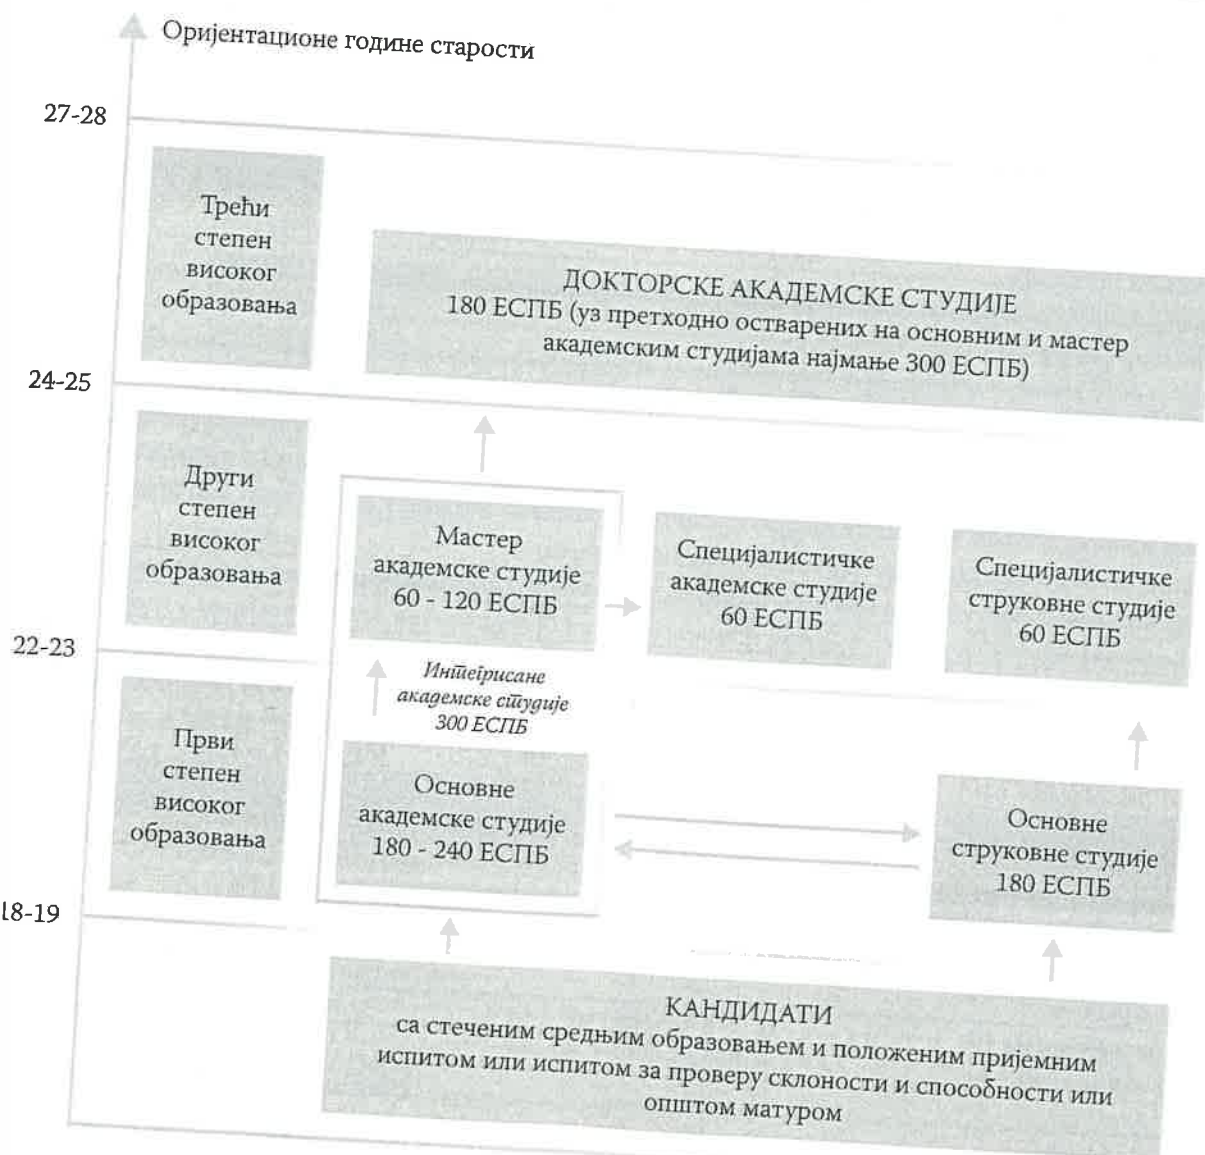 Оријентационе године старости
27-28
Трећи
степен
високог
образовања
ДОКТОРСКЕ АКАДЕМСКЕ СТУДИЈЕ
180 ЕСПБ (уз претходно остварених на основним и мастер
академским студијама најмање 300 ЕСПБ)
24-25
Други
степен
високог
образовања
Мастер
академске студије
60 - 120 ЕСПБ
Специјалистичке
академске студије
60 ЕСПБ
Специјалистичке
струковне студије
60 ЕСПБ
22-23
Интегрисане
академске студије
300 ЕСПБ
Први
степен
високог
образовања
Основне
академске студије
180 - 240 ЕСПБ
Основне
струковне студије
180 ЕСПБ
18-19
КАНДИДАТИ
са стеченим средњим образовањем и положеним пријемним
испитом или испитом за проверу склоности и способности или
општом матуром